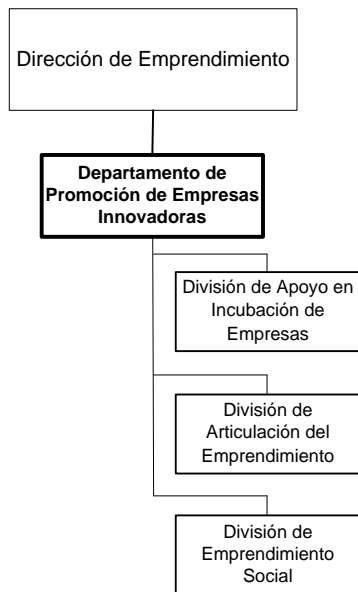 Dirección de Emprendimiento
Departamento de
Promoción de Empresas
Innovadoras
División de Apoyo en
Incubación de
Empresas
División de
Articulación del
Emprendimiento
División de
Emprendimiento
Social